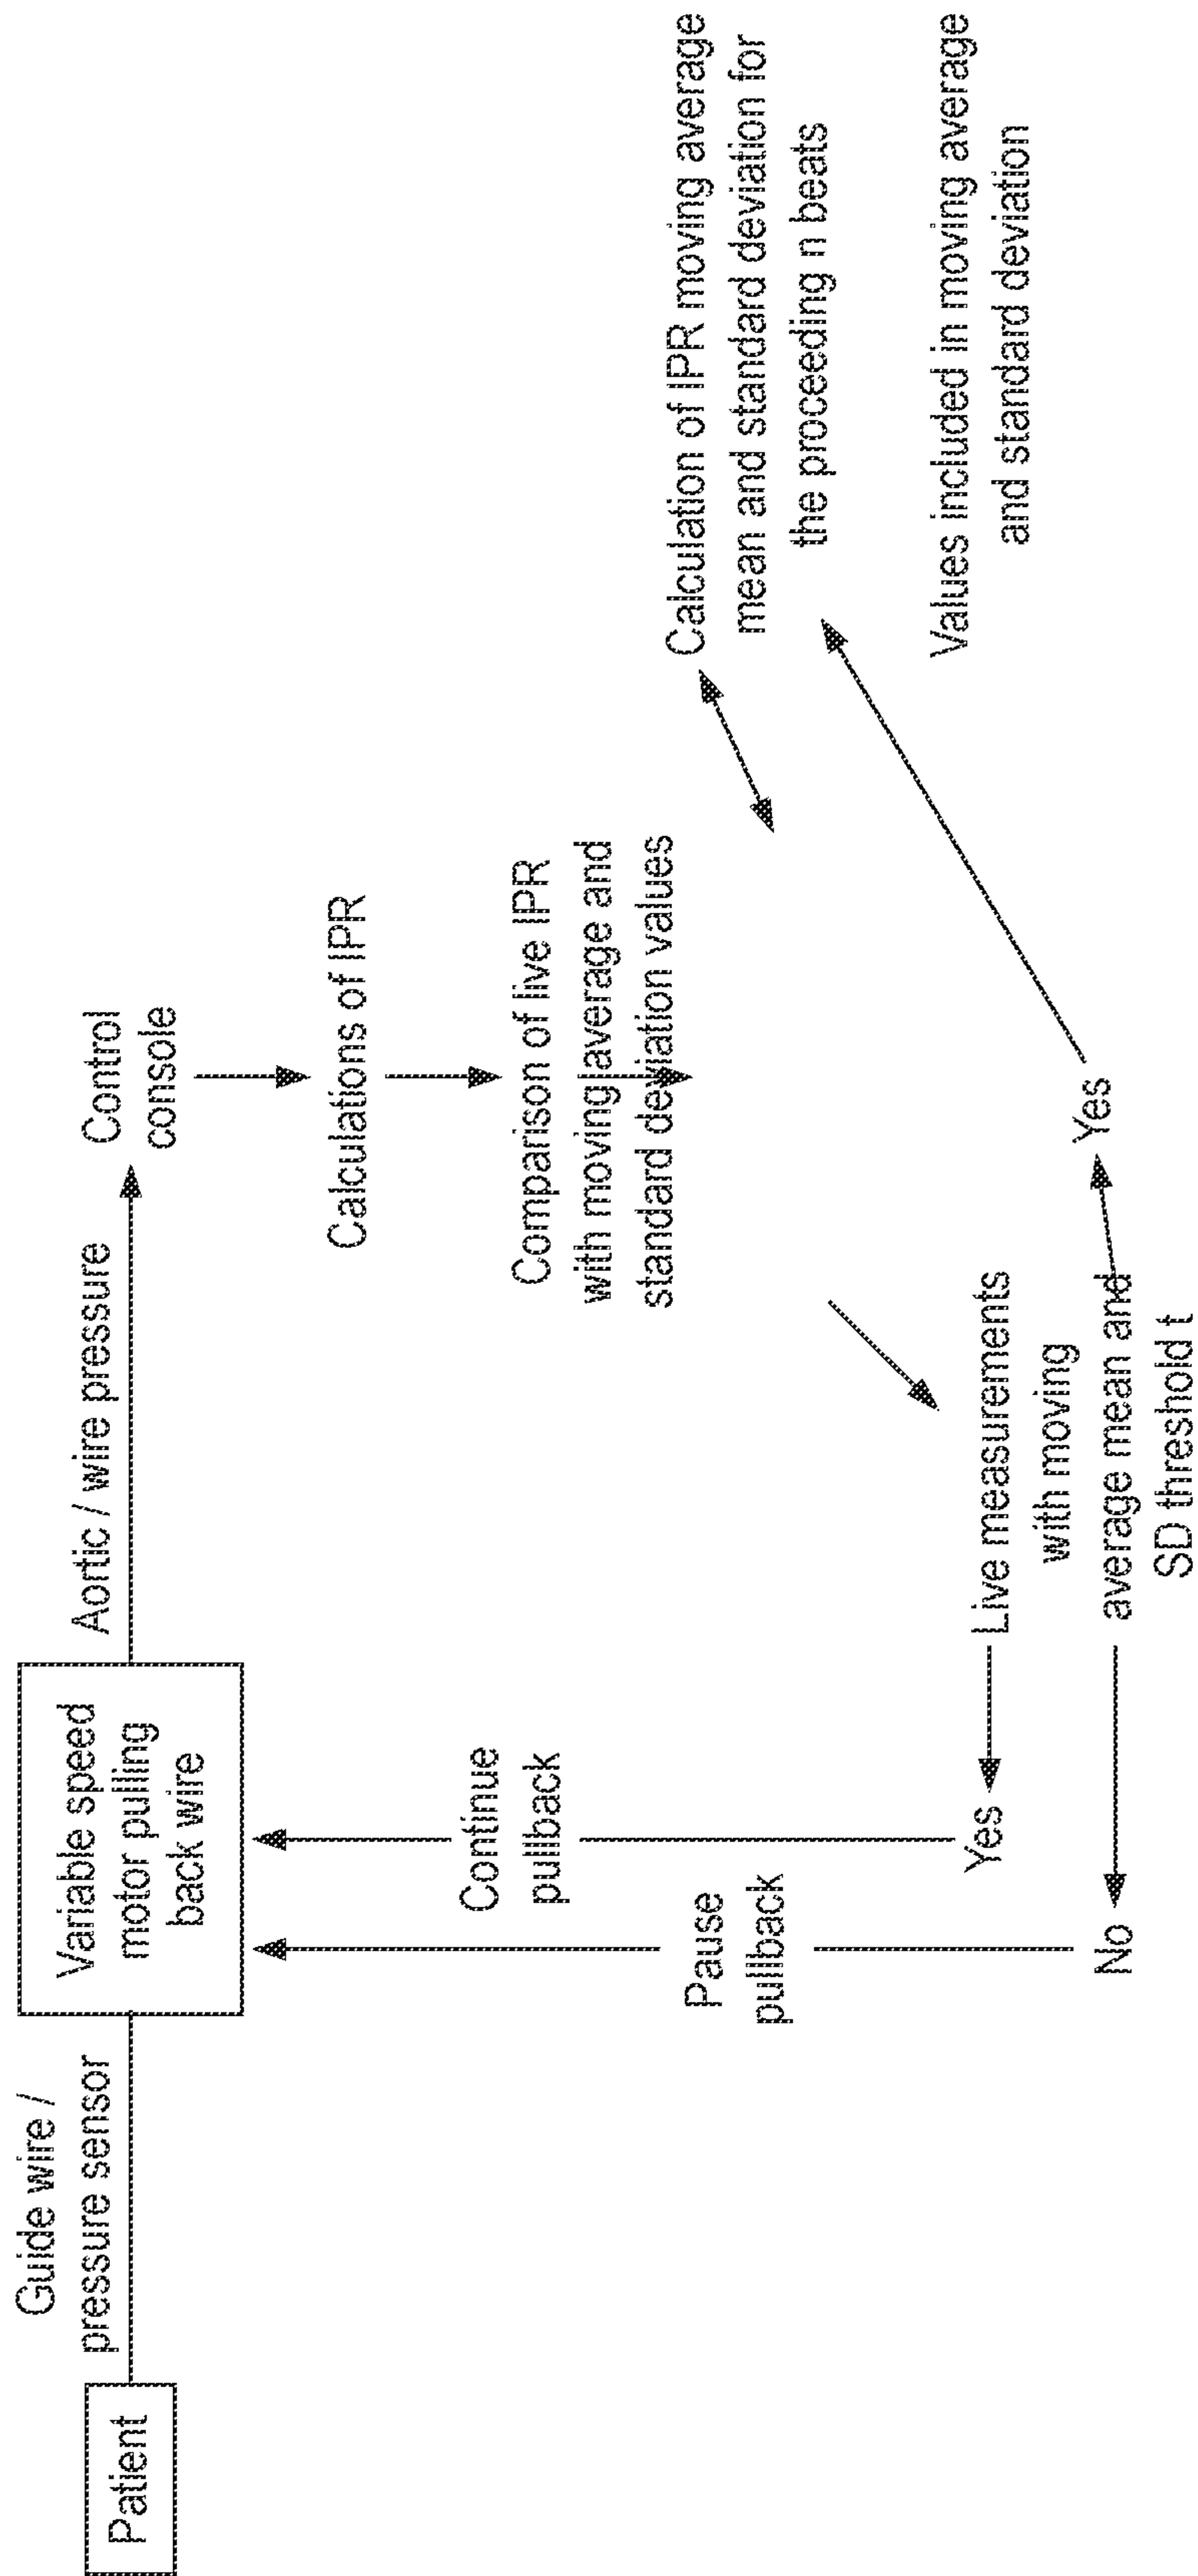 Patient
Guide wire /
pressure sensor
Variable speed
motor pulling
back wire
Aortic / wire pressure
Control
console
Calculations of IPR
Comparison of live IPR
with moving average and
standard deviation values
Calculation of IPR moving average
mean and standard deviation for
the proceeding n beats
Values included in moving average
and standard deviation
Continue
pullback
Pause
pullback
Yes
No
Live measurements
with moving
average mean and
SD threshold t
Yes